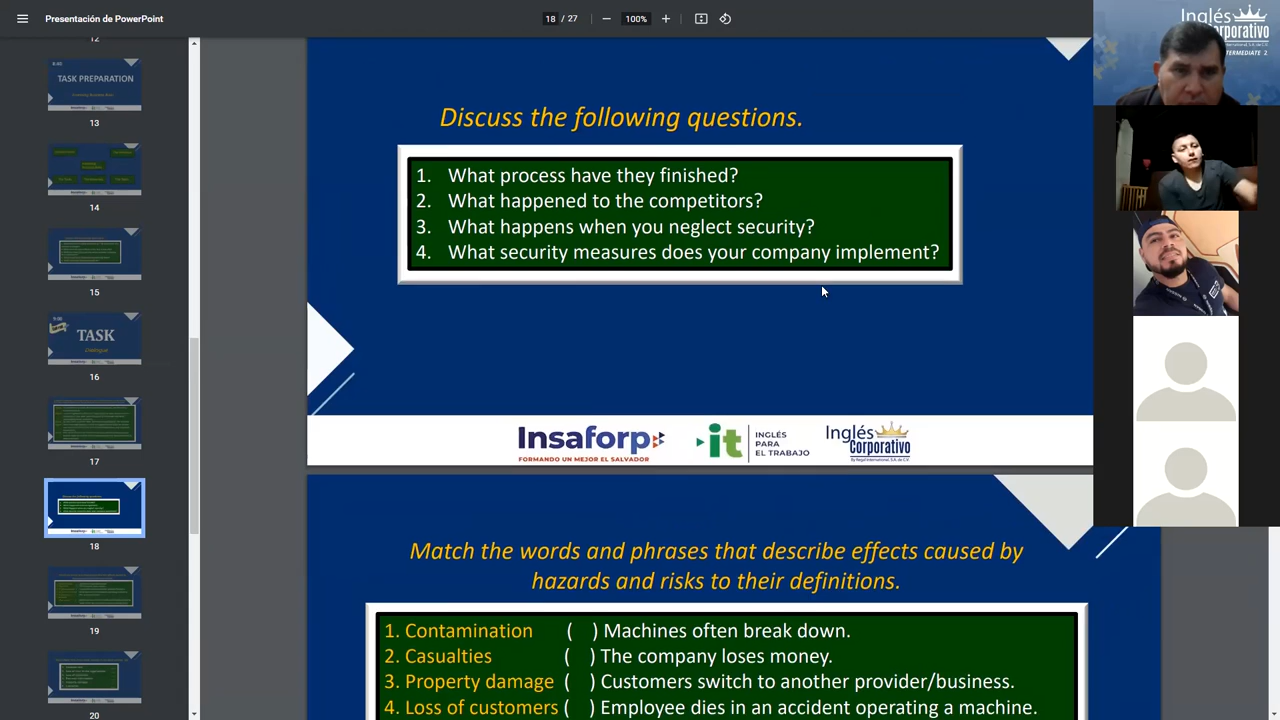 Presentación de PowerPoint
18 / 27
100%
12
TASK PREPARATION
13
14
15
TASK
Dialogue
16
17
18
19
20
Discuss the following questions.
1. What process have they finished?
2. What happened to the competitors?
3. What happens when you neglect security?
4. What security measures does your company implement?
Insaforp
FORMANDO UN MEJOR EL SALVADOR
it
INGLÉS
PARA
EL TRABAJO
Inglés
Corporativo
Match the words and phrases that describe effects caused by
hazards and risks to their definitions.
1. Contamination ( ) Machines often break down.
2. Casualties ( ) The company loses money.
3. Property damage ( ) Customers switch to another provider/business.
4. Loss of customers ( ) Employee dies in an accident operating a machine.
Inglés